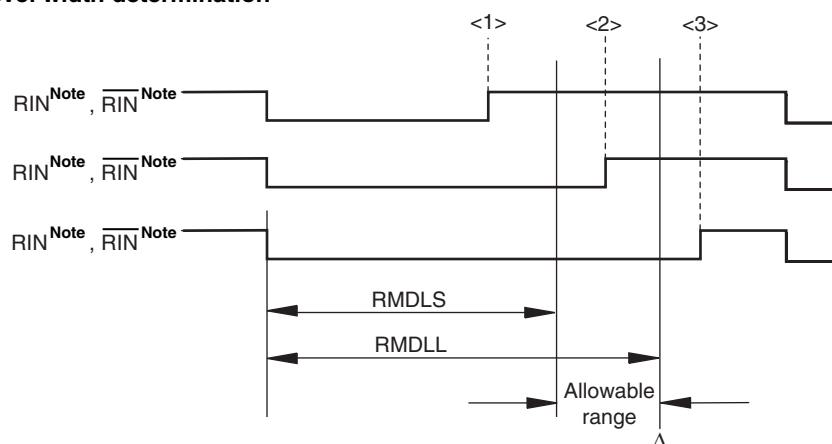 <1> <2> <3>
RIN Note , RIN Note
RIN Note , RIN Note
RIN Note , RIN Note
RMDLS
RMDLL
Allowable
range
Δ